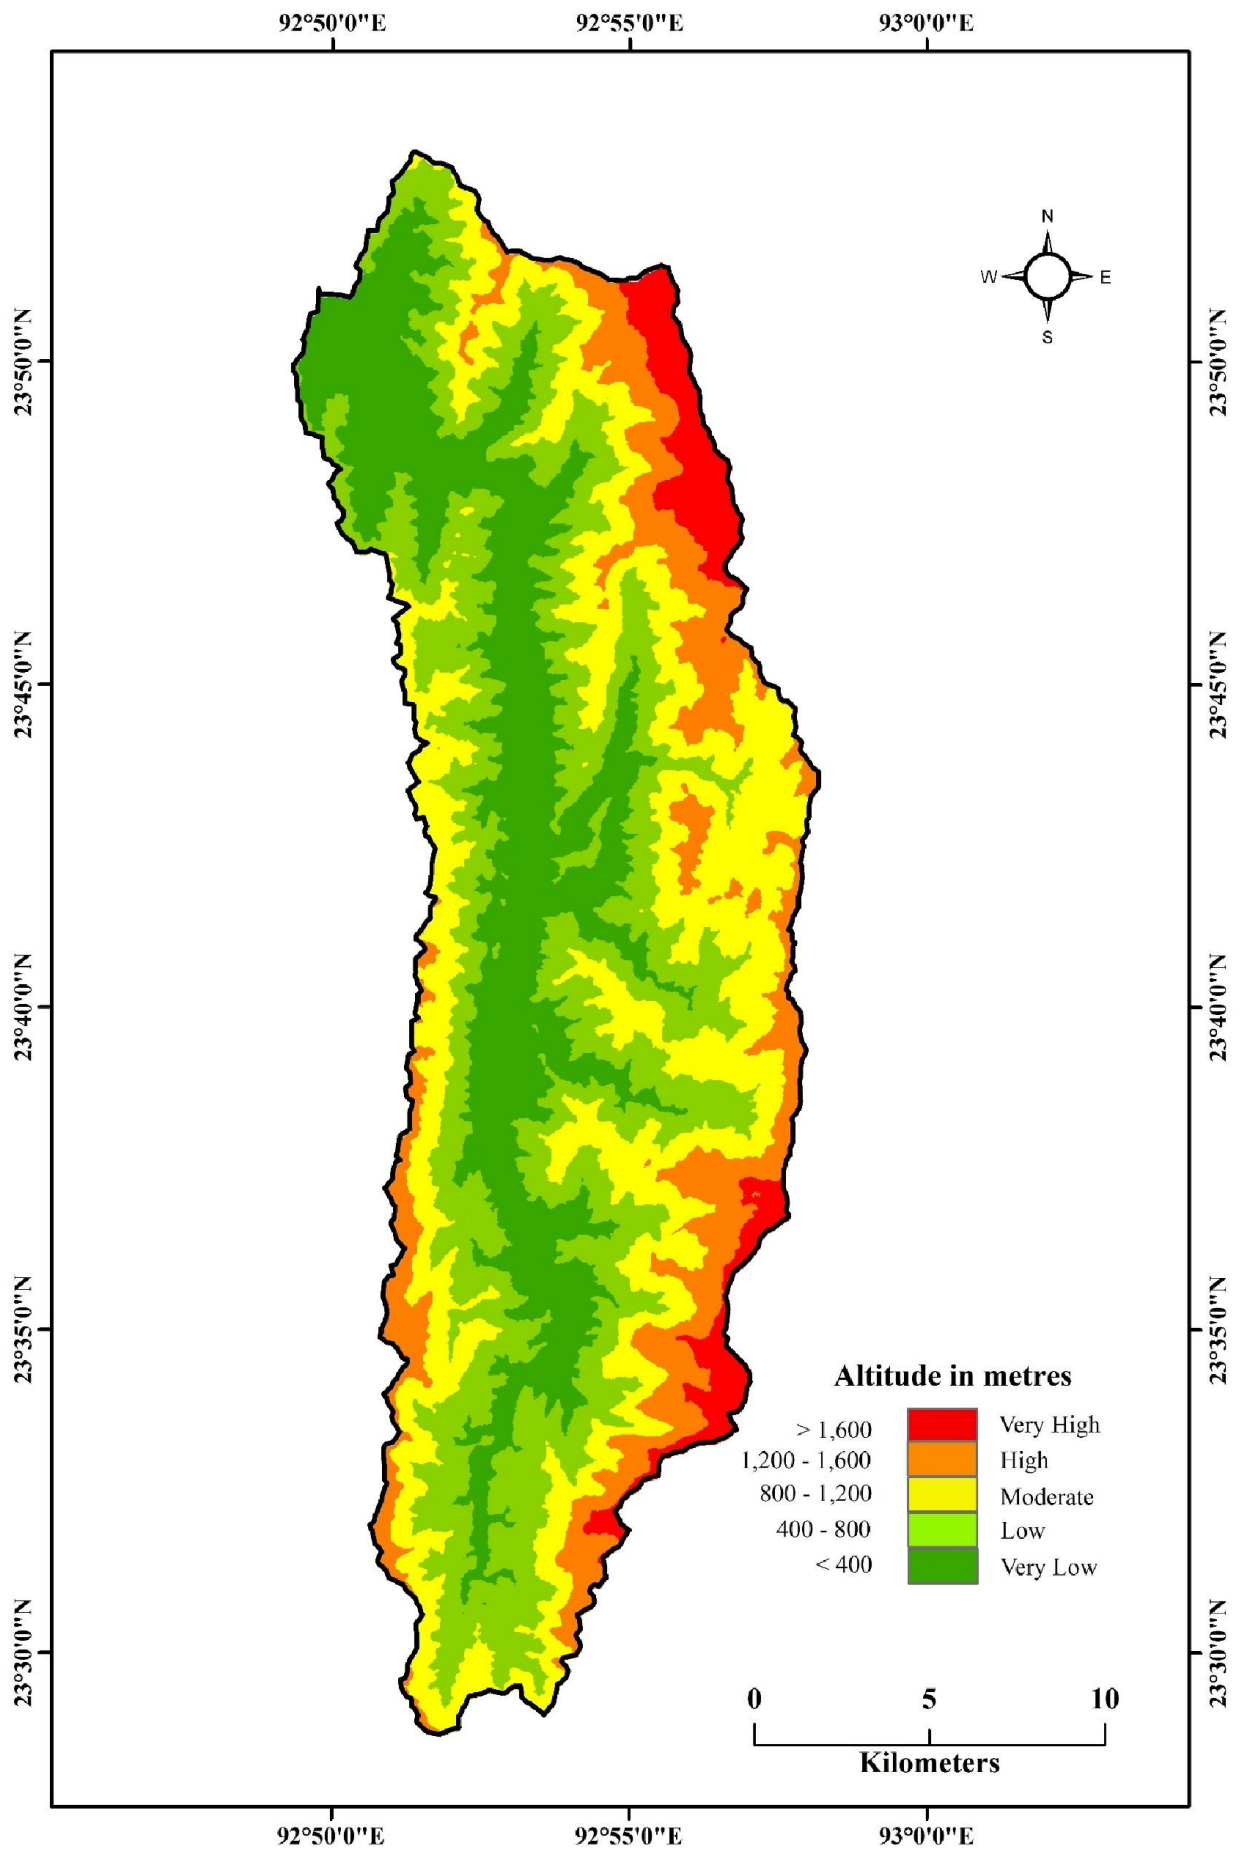 92°50'0"E 92°55'0"E 93°0'0"E
N
W E
S
23°50'0"N 23°50'0"N
23°45'0"N 23°45'0"N
23°40'0"N 23°40'0"N
23°35'0"N 23°35'0"N
Altitude in metres
> 1,600 Very High
1,200 - 1,600 High
800 - 1,200 Moderate
400 - 800 Low
< 400 Very Low
23°30'0"N 23°30'0"N
0 5 10
Kilometers
92°50'0"E 92°55'0"E 93°0'0"E